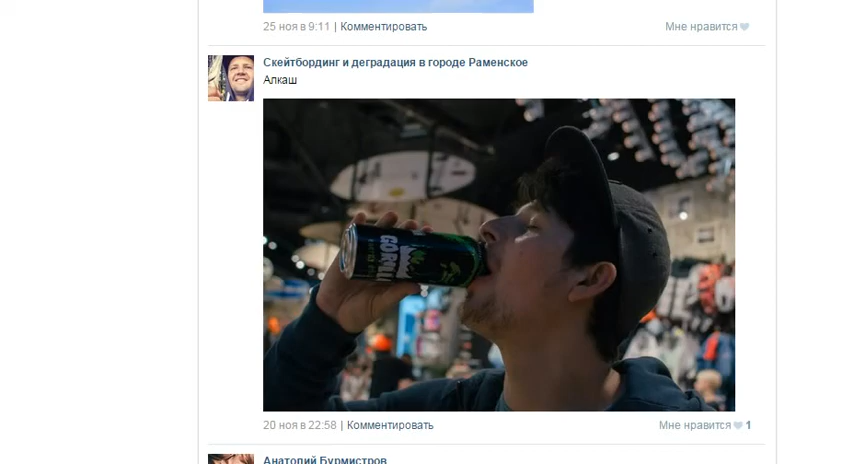 25 ноя в 9:11 | Комментировать Мне нравится
Скейтбординг и деградация в городе Раменское
Алкаш
GORILL
20 ноя в 22:58 | Комментировать Мне нравится 1
Анатолий Бурмистров